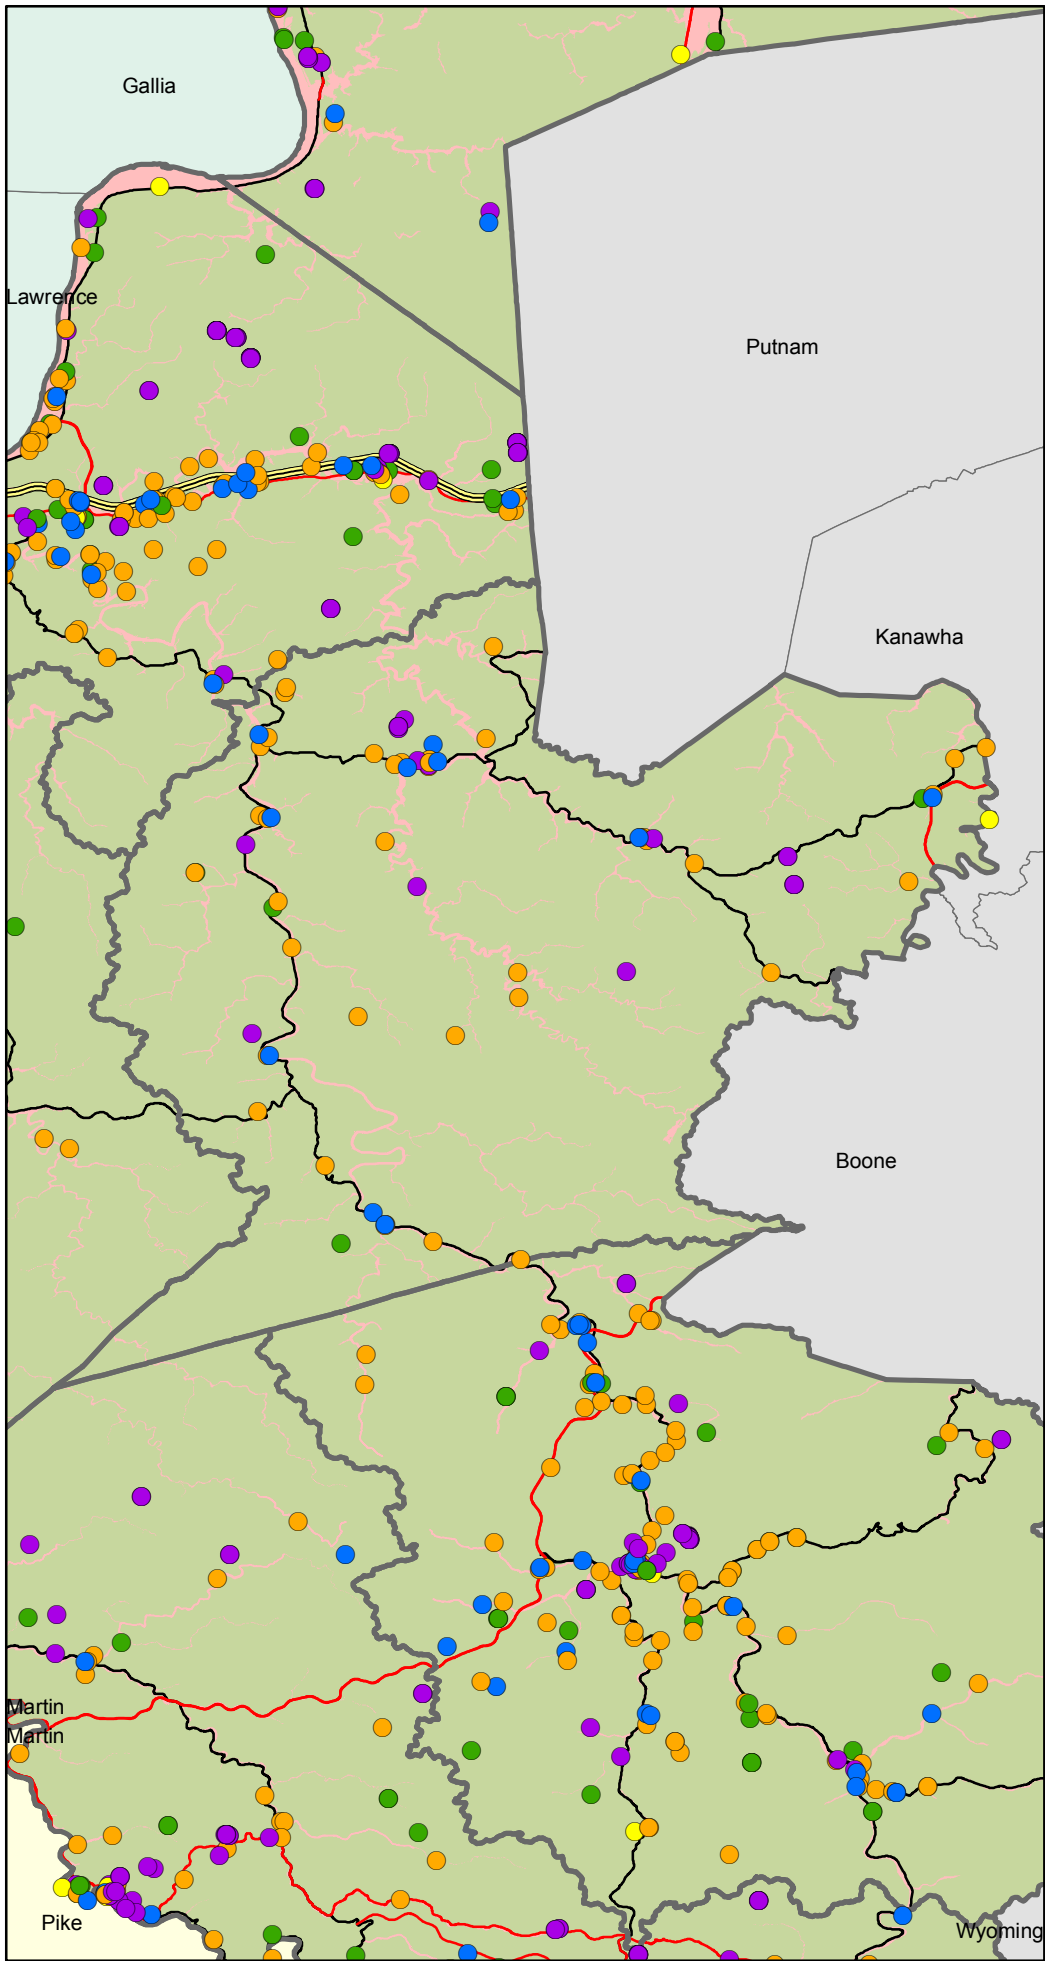 Gallia
Lawrence
Putnam
Kanawha
Boone
Martin
Martin
Pike
Wyoming